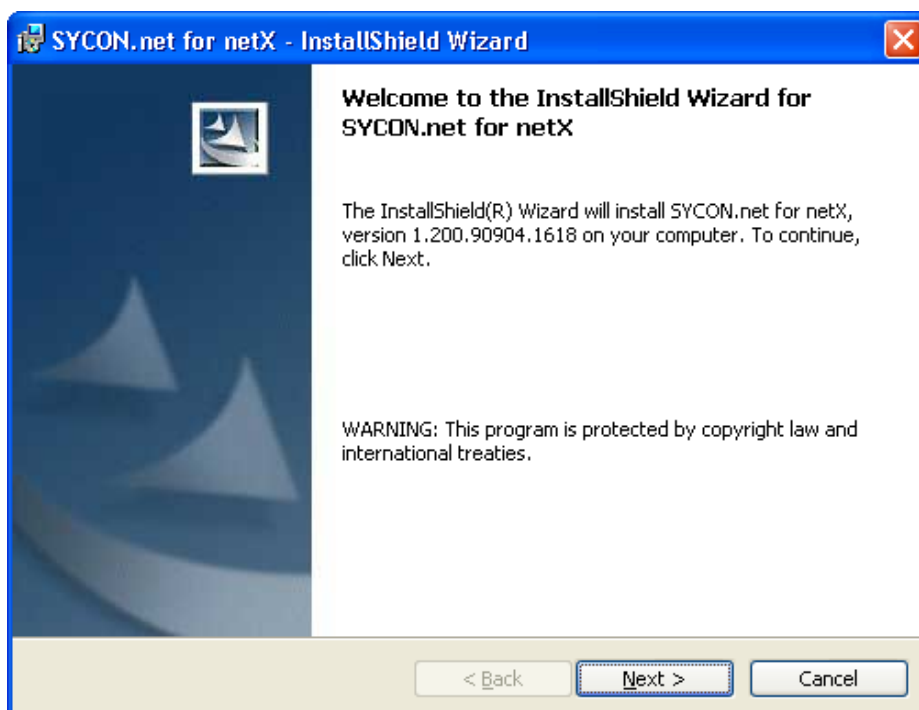 SYCON.net for netX - InstallShield Wizard
Welcome to the InstallShield Wizard for
SYCON.net for netX
The InstallShield(R) Wizard will install SYCON.net for netX,
version 1.200.90904.1618 on your computer. To continue,
click Next.
WARNING: This program is protected by copyright law and
international treaties.
< Back
Next >
Cancel